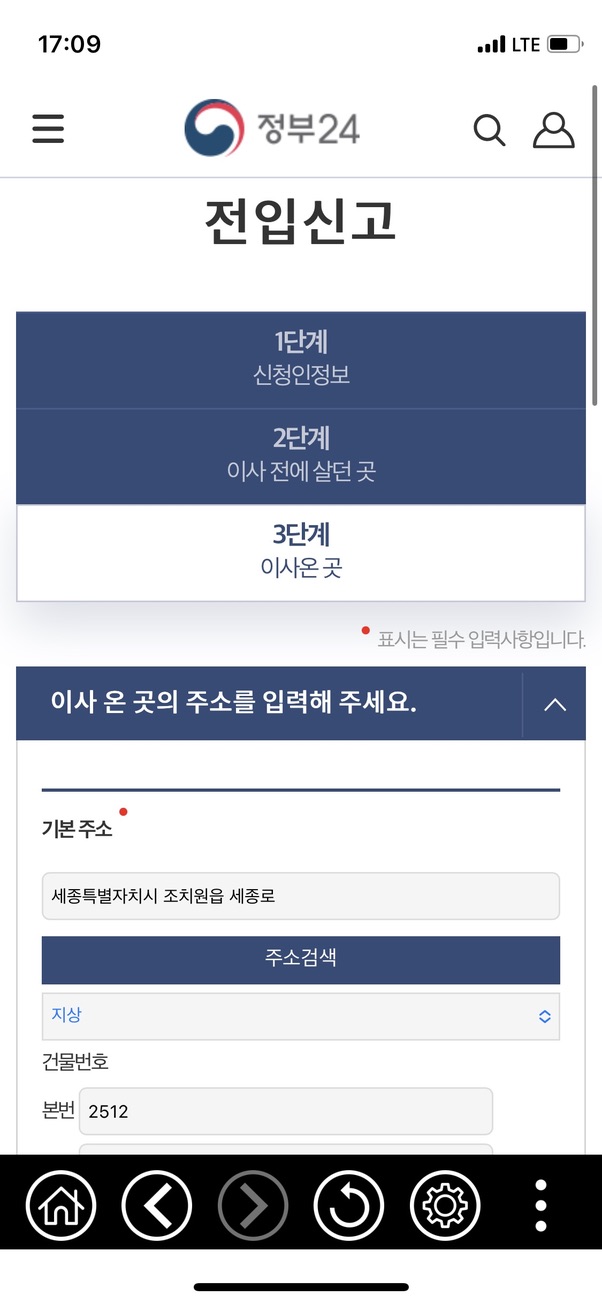 17:09
LTE
정부24
전입신고
1단계
신청인정보
2단계
이사 전에 살던 곳
3단계
이사온 곳
표시는 필수 입력사항입니다.
이사 온 곳의 주소를 입력해 주세요.
기본 주소
세종특별자치시 조치원읍 세종로
주소검색
지상
건물번호
본번 2512